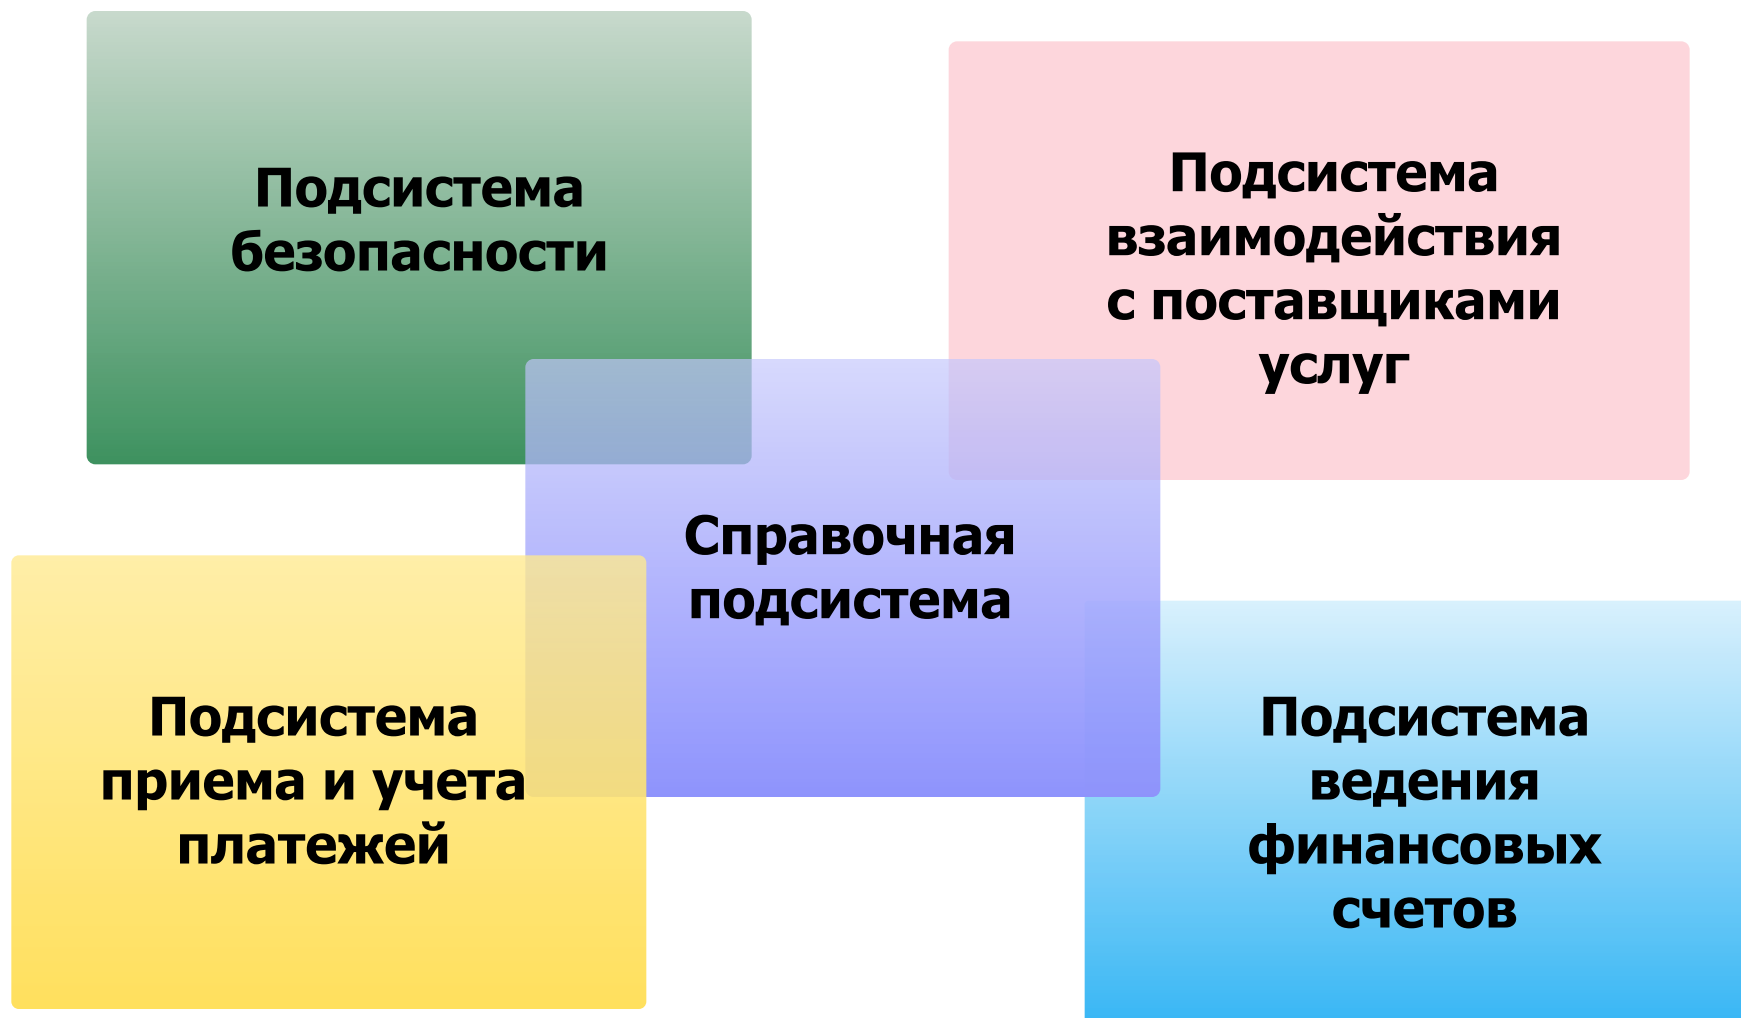 Подсистема
безопасности
Подсистема
взаимодействия
с поставщиками
услуг
Справочная
подсистема
Подсистема
приема и учета
платежей
Подсистема
ведения
финансовых
счетов